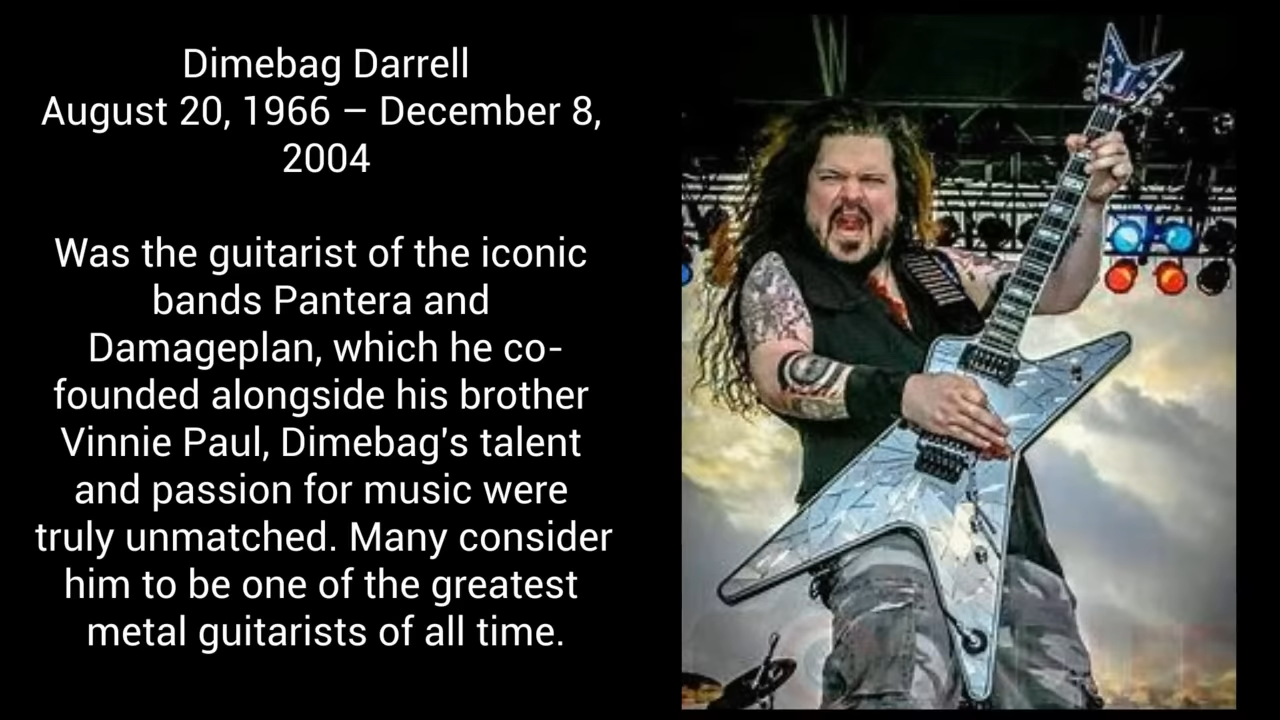 Dimebag Darrell
August 20, 1966 – December 8,
2004
Was the guitarist of the iconic
bands Pantera and
Damageplan, which he co-
founded alongside his brother
Vinnie Paul, Dimebag's talent
and passion for music were
truly unmatched. Many consider
him to be one of the greatest
metal guitarists of all time.